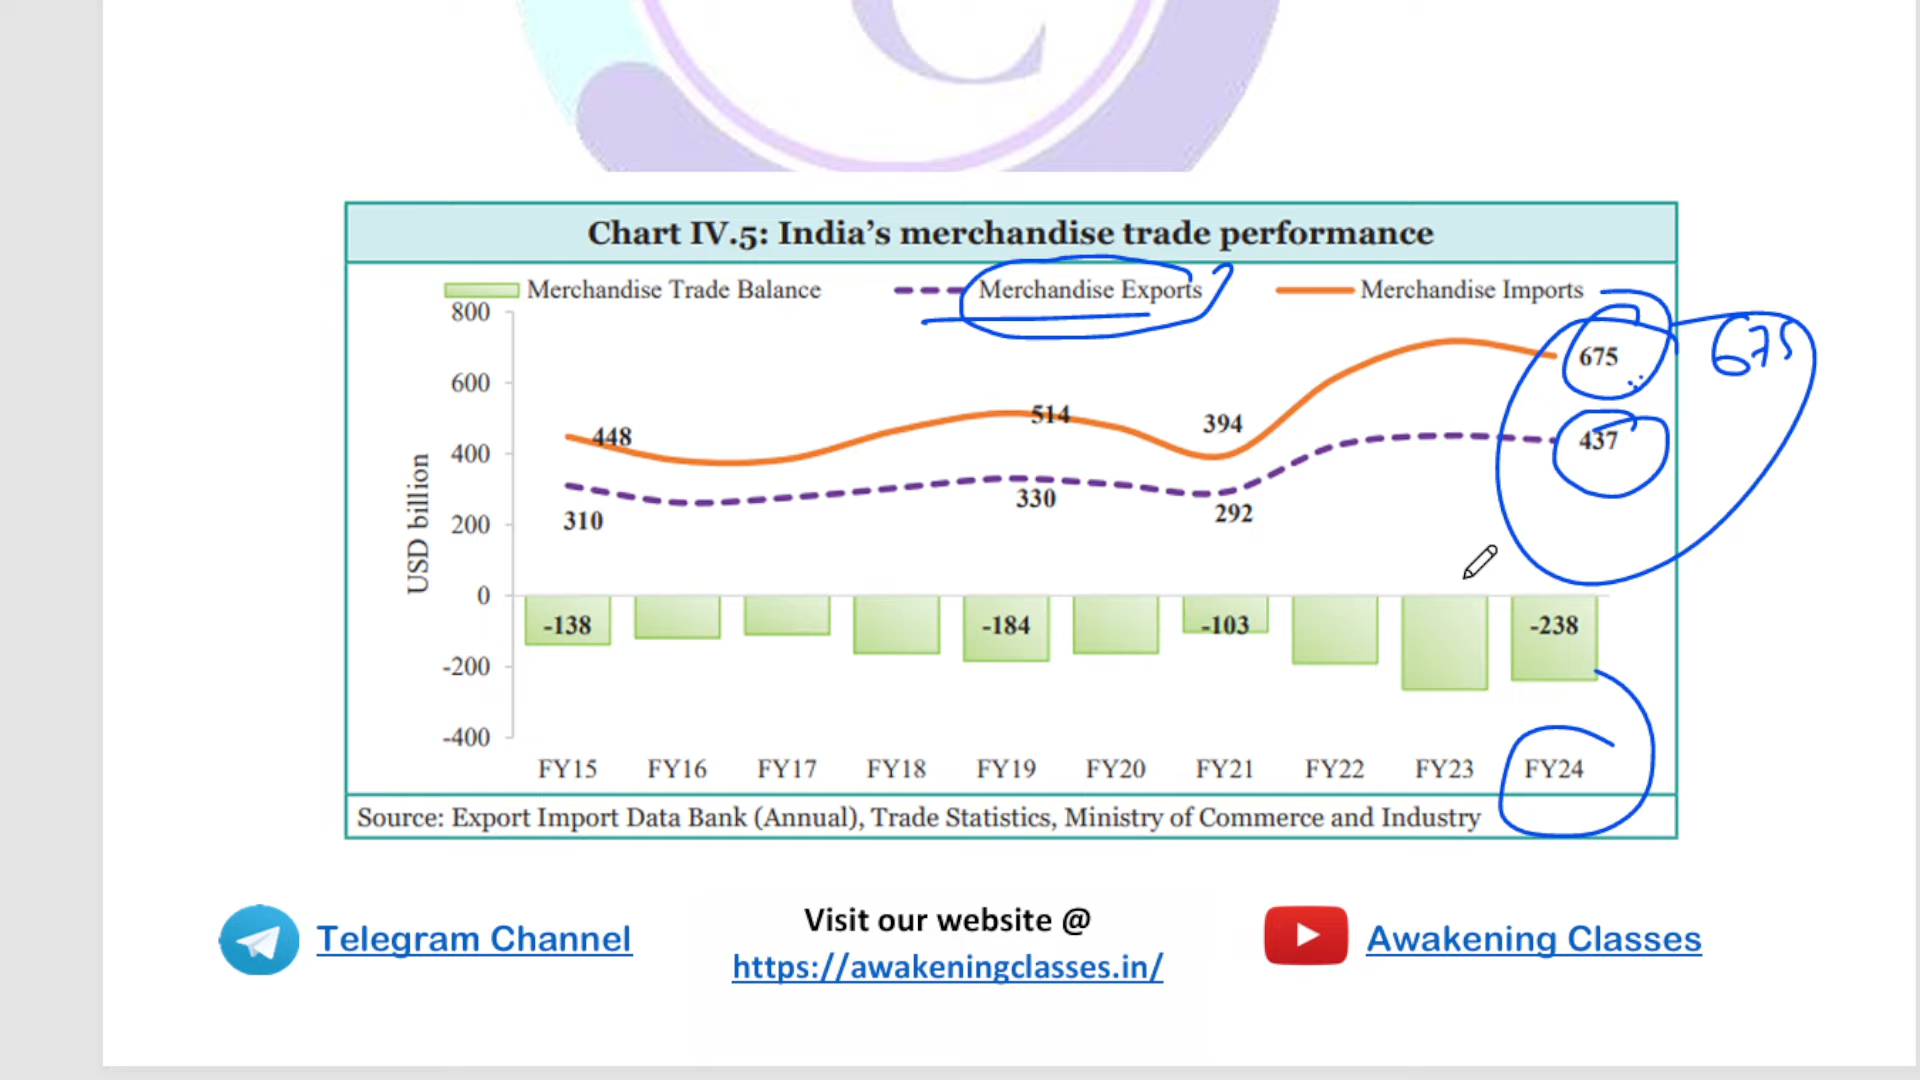 C
Chart IV.5: India's merchandise trade performance
Merchandise Trade Balance Merchandise Exports Merchandise Imports
800
600
400
200
0
-200
-400
USD billion
675
675
437
448
514
394
310
330
292
-138 -184 -103 -238
FY15 FY16 FY17 FY18 FY19 FY20 FY21 FY22 FY23 FY24
Source: Export Import Data Bank (Annual), Trade Statistics, Ministry of Commerce and Industry
Telegram Channel
Visit our website @
https://awakeningclasses.in/
Awakening Classes